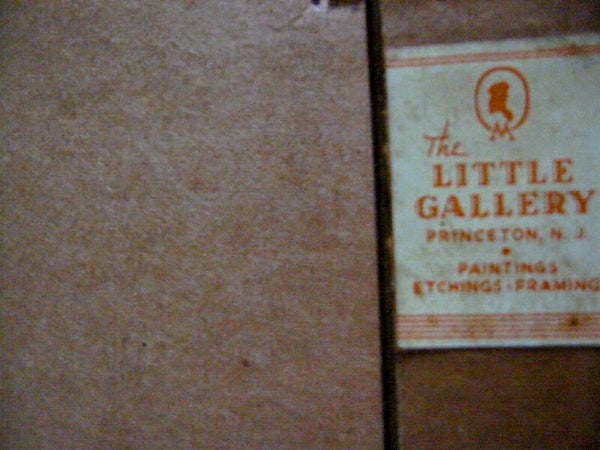 The
LITTLE
GALLERY
PRINCETON, N. J.
•
PAINTINGS
ETCHINGS · FRAMING